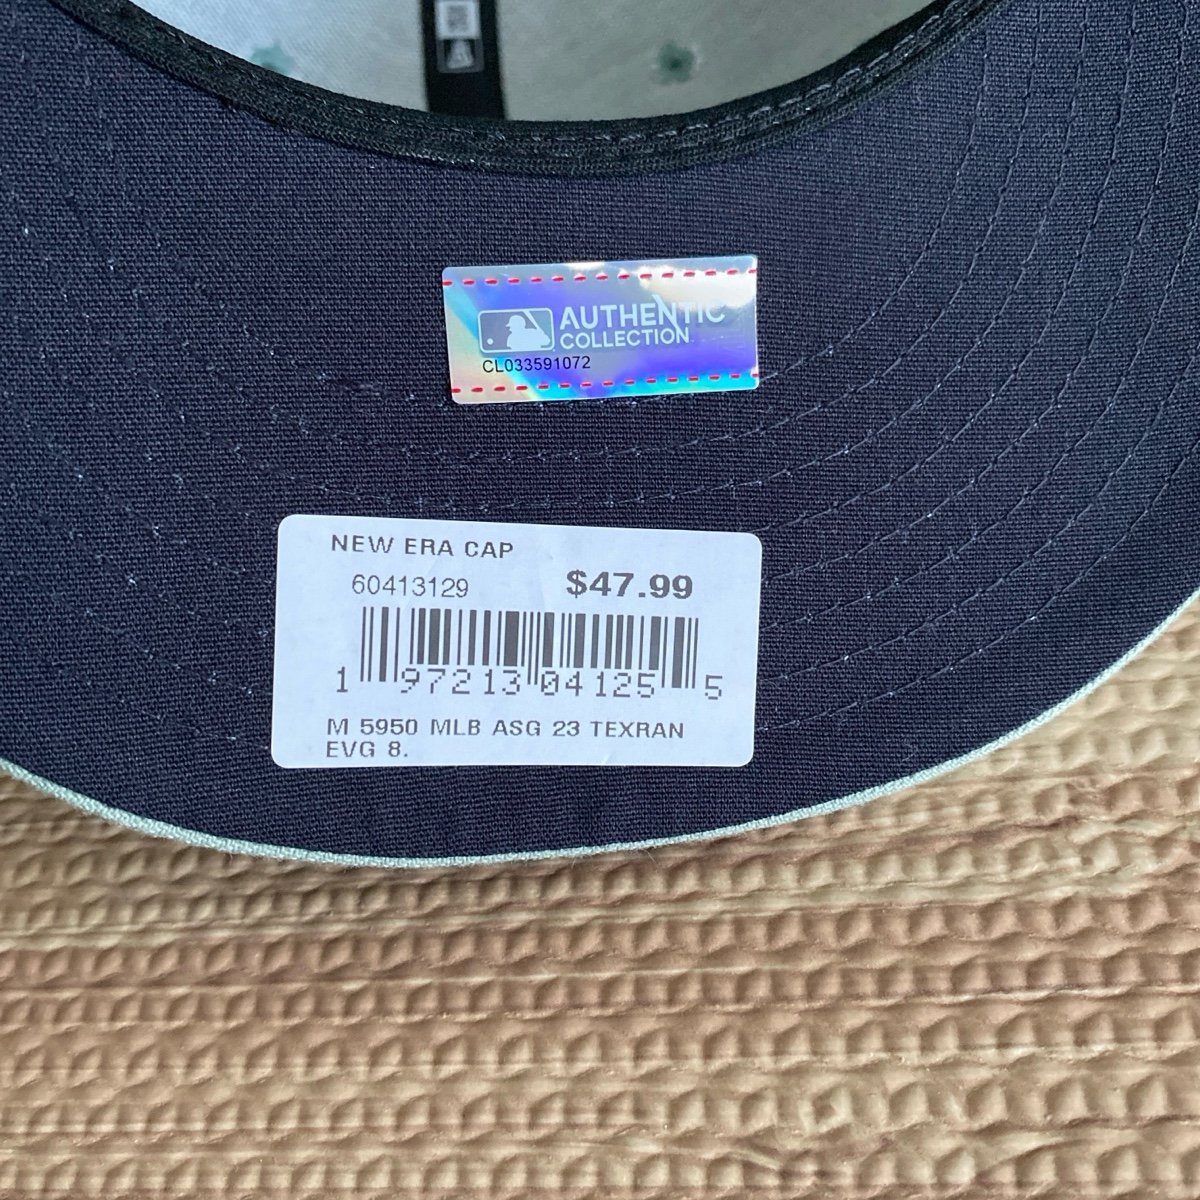 AUTHENTIC
COLLECTION
CL033591072
NEW ERA CAP
60413129 $47.99
1 97213 04125 5
M 5950 MLB ASG 23 TEXRAN
EVG 8.